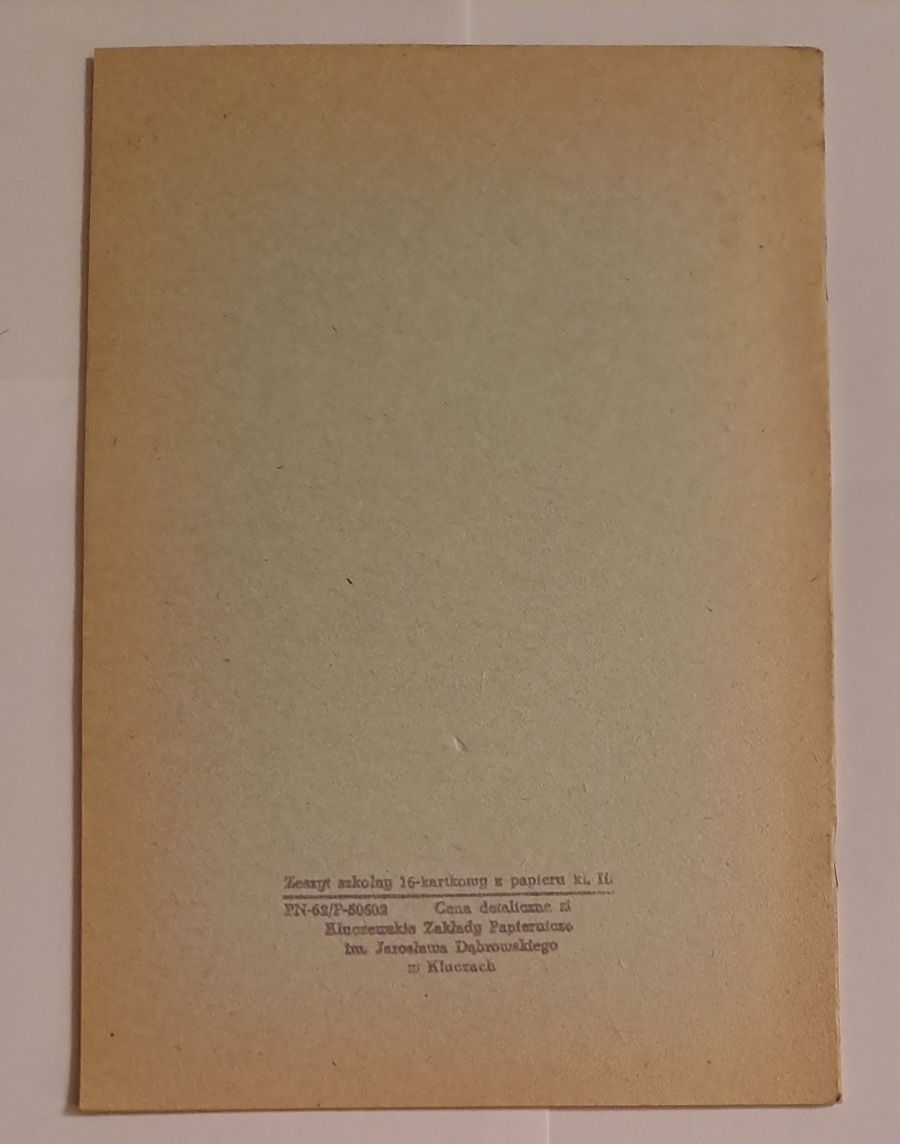 Zeszyt szkolny 16-kartkowy z papieru kl. II.
PN-62/P-50602 Cena detaliczna zł
Kluczewskie Zakłady Papiernicze
im. Jarosława Dąbrowskiego
w Kluczach